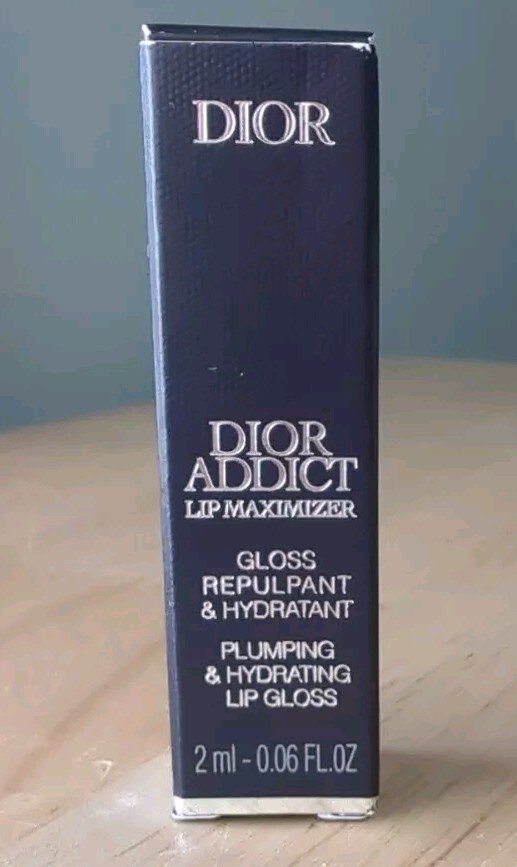 DIOR
DIOR
ADDICT
LIP MAXIMIZER
GLOSS
REPULPANT
& HYDRATANT
PLUMPING
& HYDRATING
LIP GLOSS
2 ml - 0.06 FL.OZ